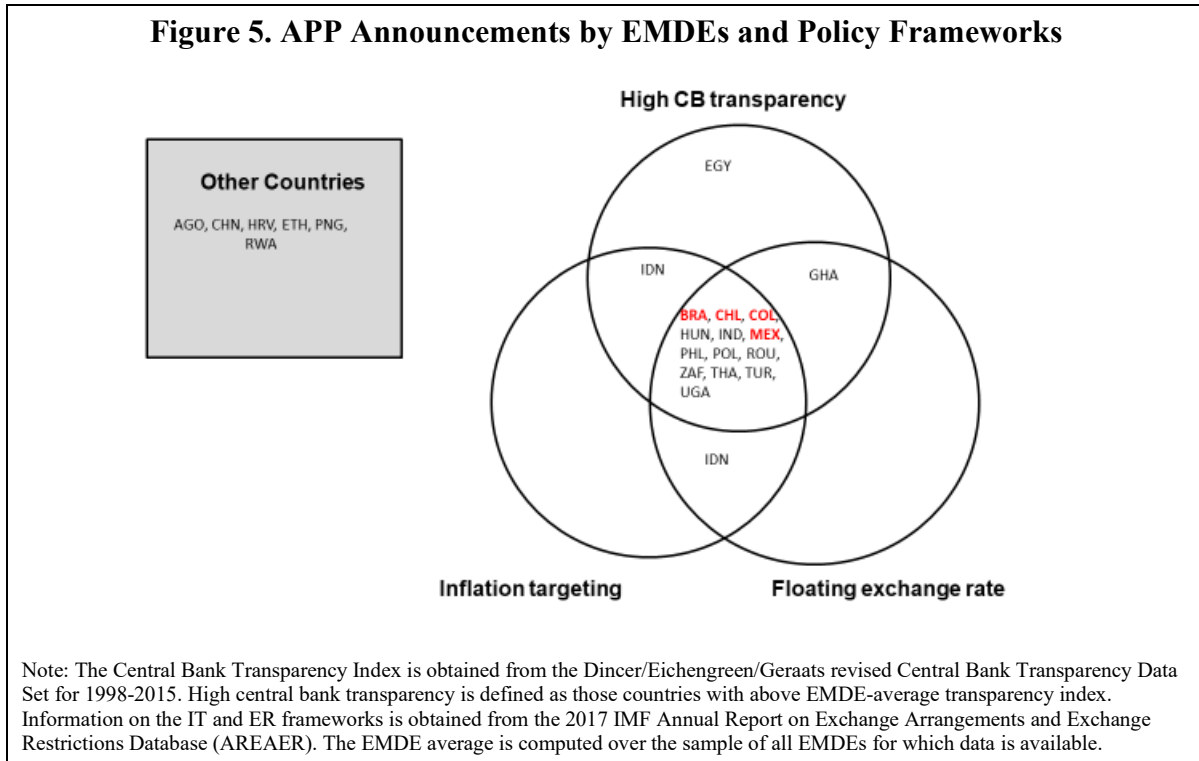 Figure 5. APP Announcements by EMDEs and Policy Frameworks
High CB transparency
Other Countries
AGO, CHN, HRV, ETH, PNG,
RWA
EGY
IDN
GHA
BRA, CHL, COL,
HUN, IND, MEX,
PHL, POL, ROU,
ZAF, THA, TUR,
UGA
IDN
Inflation targeting
Floating exchange rate
Note: The Central Bank Transparency Index is obtained from the Dincer/Eichengreen/Geraats revised Central Bank Transparency Data
Set for 1998-2015. High central bank transparency is defined as those countries with above EMDE-average transparency index.
Information on the IT and ER frameworks is obtained from the 2017 IMF Annual Report on Exchange Arrangements and Exchange
Restrictions Database (AREAER). The EMDE average is computed over the sample of all EMDEs for which data is available.